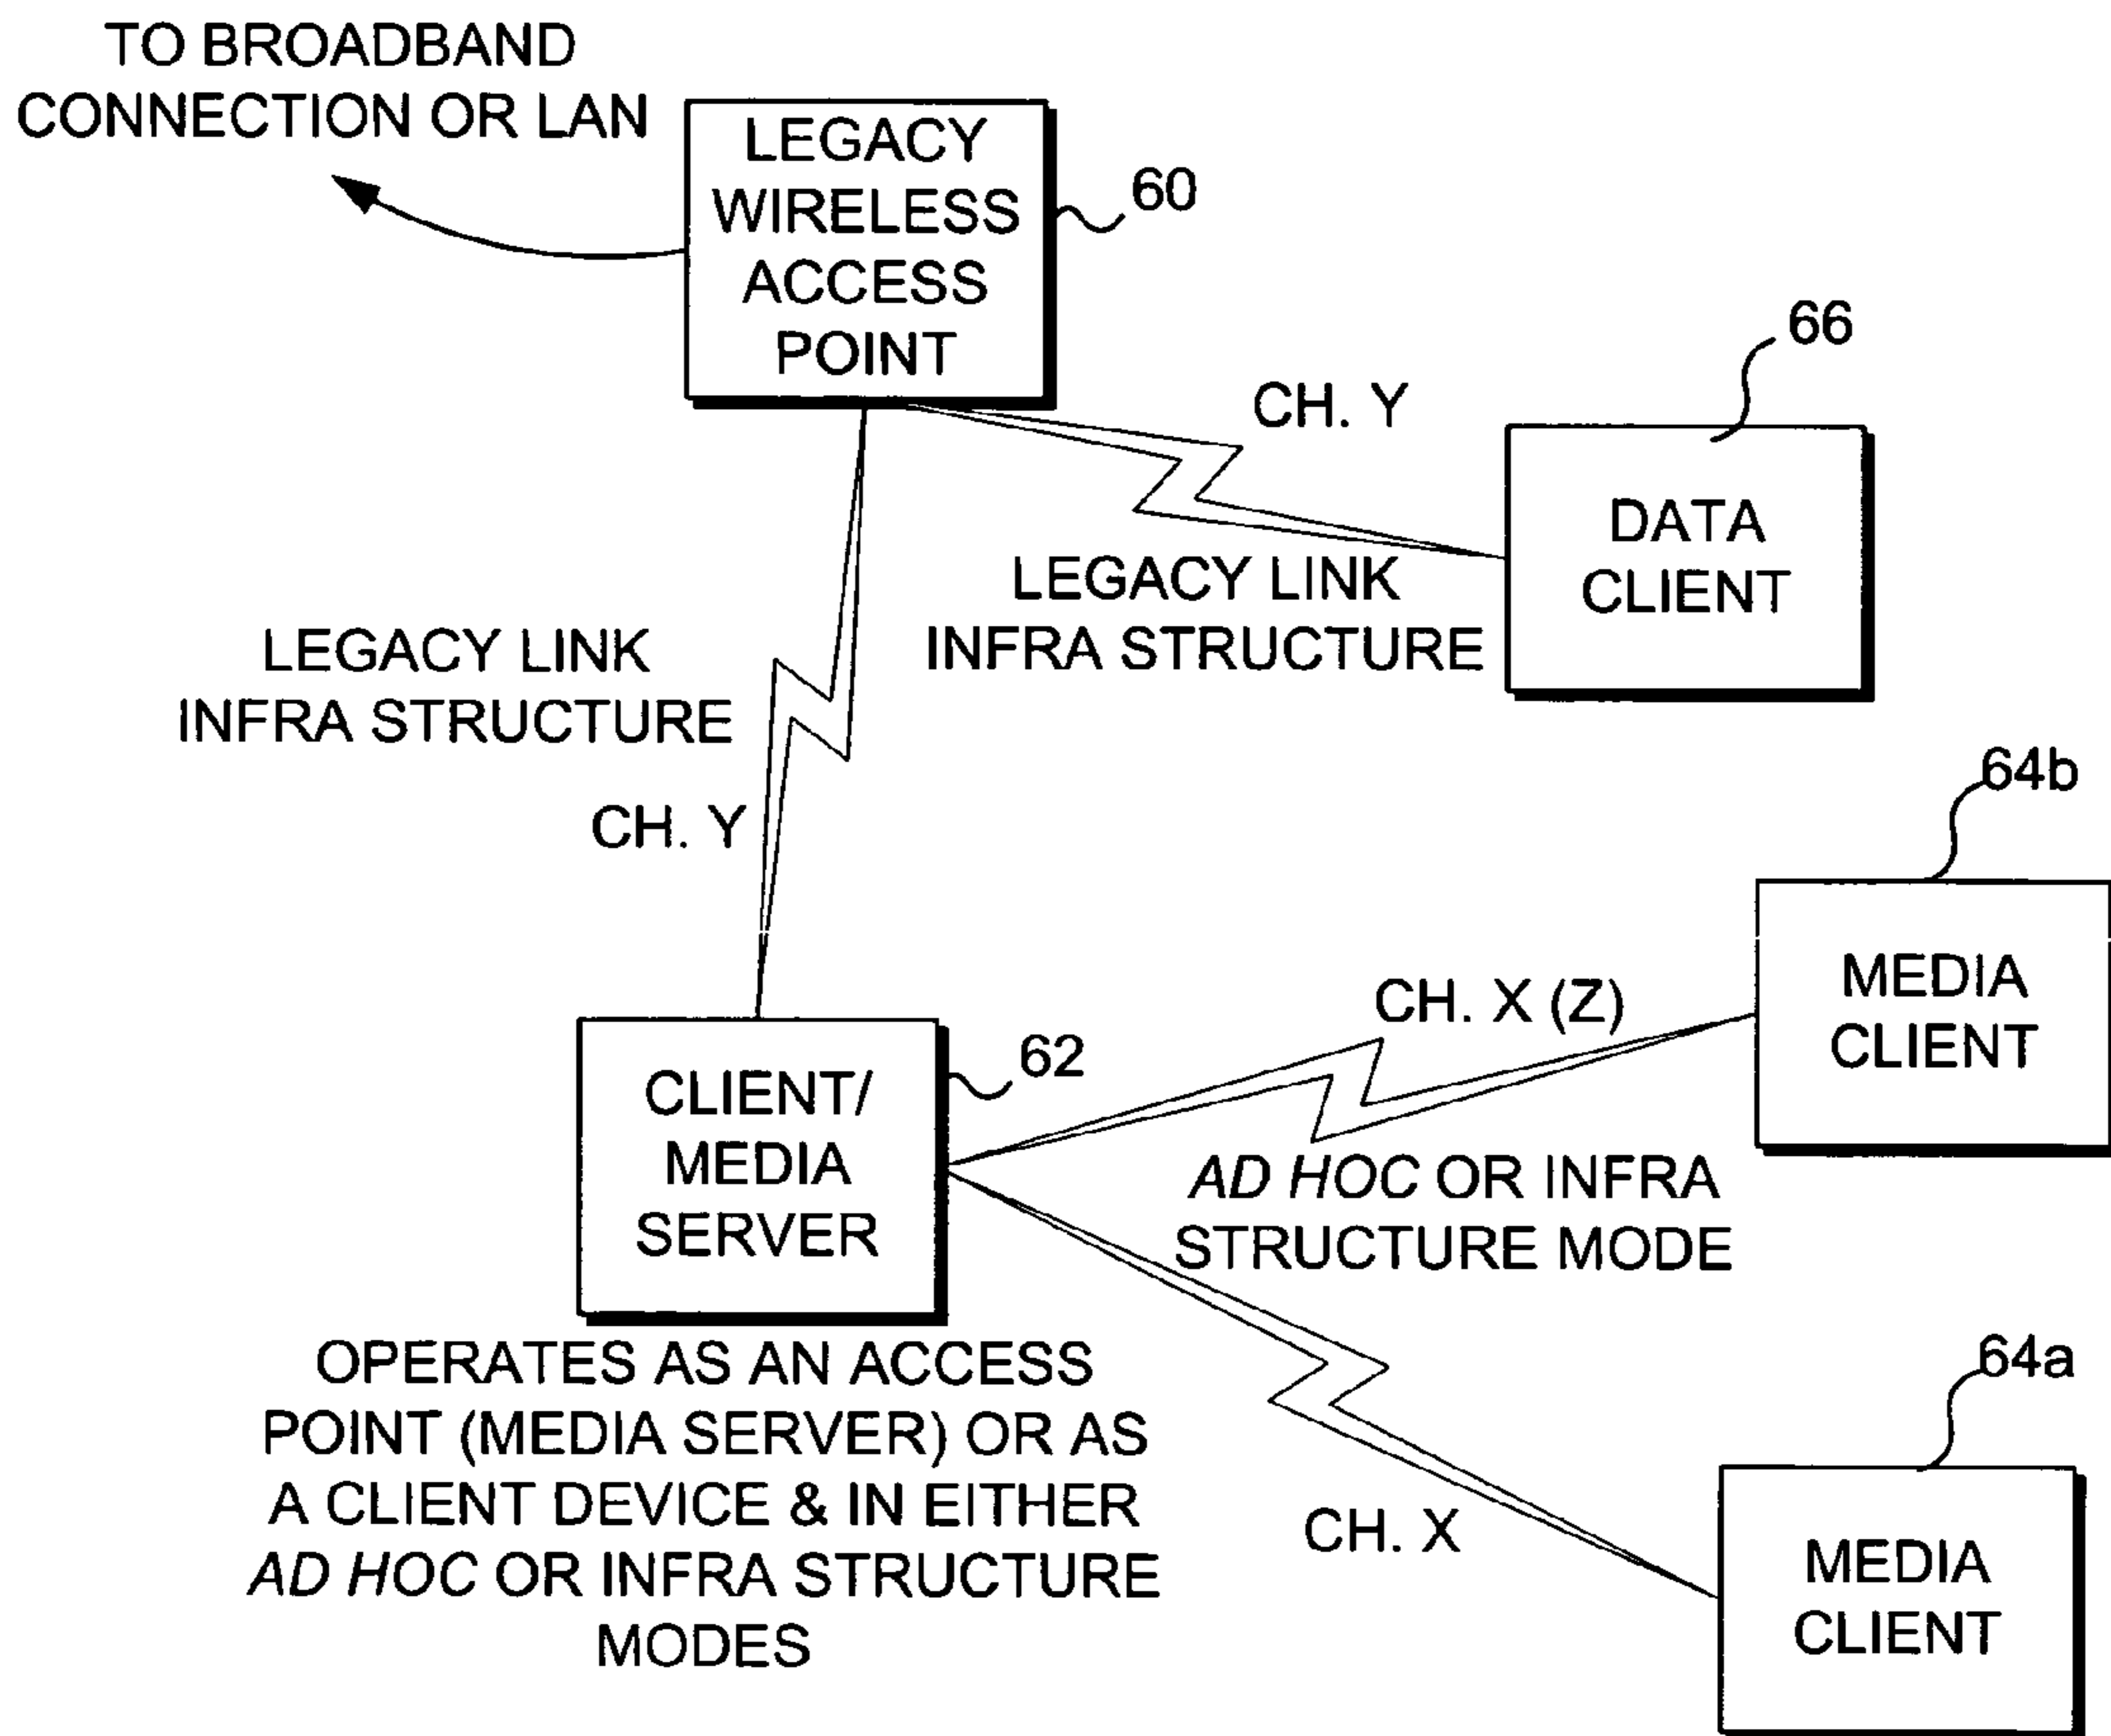 TO BROADBAND
CONNECTION OR LAN
LEGACY
WIRELESS
ACCESS
POINT
60
66
CH. Y
DATA
CLIENT
LEGACY LINK
INFRA STRUCTURE
LEGACY LINK
INFRA STRUCTURE
CH. Y
64b
MEDIA
CLIENT
CH. X (Z)
62
CLIENT/
MEDIA
SERVER
AD HOC OR INFRA
STRUCTURE MODE
OPERATES AS AN ACCESS
POINT (MEDIA SERVER) OR AS
A CLIENT DEVICE & IN EITHER
AD HOC OR INFRA STRUCTURE
MODES
64a
CH. X
MEDIA
CLIENT